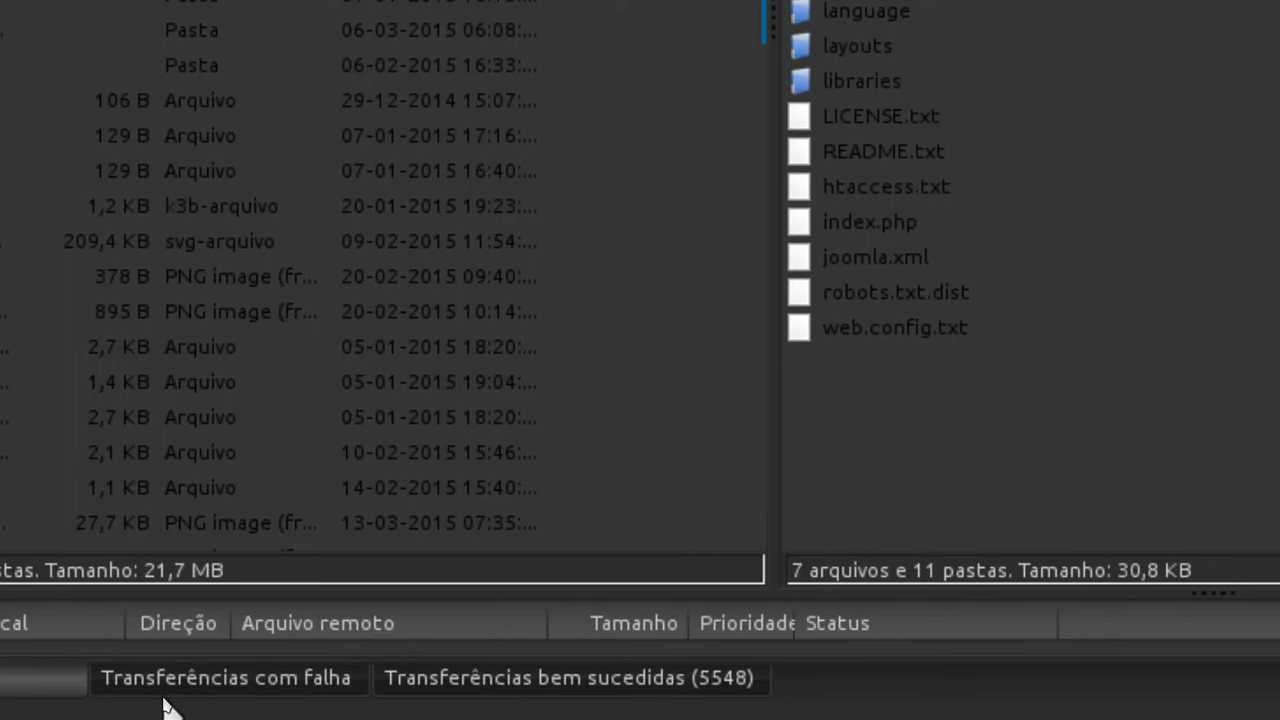 Pasta 06-03-2015 06:08:...
Pasta 06-02-2015 16:33:...
106 B Arquivo 29-12-2014 15:07:...
129 B Arquivo 07-01-2015 17:16:...
129 B Arquivo 07-01-2015 16:40:...
1,2 KB k3b-arquivo 20-01-2015 19:23:...
209,4 KB svg-arquivo 09-02-2015 11:54:...
378 B PNG image (fr... 20-02-2015 09:40:...
895 B PNG image (fr... 20-02-2015 10:14:...
2,7 KB Arquivo 05-01-2015 18:20:...
1,4 KB Arquivo 05-01-2015 19:04:...
2,7 KB Arquivo 05-01-2015 18:20:...
2,1 KB Arquivo 10-02-2015 15:46:...
1,1 KB Arquivo 14-02-2015 15:40:...
27,7 KB PNG image (fr... 13-03-2015 07:35:...
stas. Tamanho: 21,7 MB
language
layouts
libraries
LICENSE.txt
README.txt
htaccess.txt
index.php
joomla.xml
robots.txt.dist
web.config.txt
7 arquivos e 11 pastas. Tamanho: 30,8 KB
cal Direção Arquivo remoto Tamanho Prioridade Status
Transferências com falha Transferências bem sucedidas (5548)